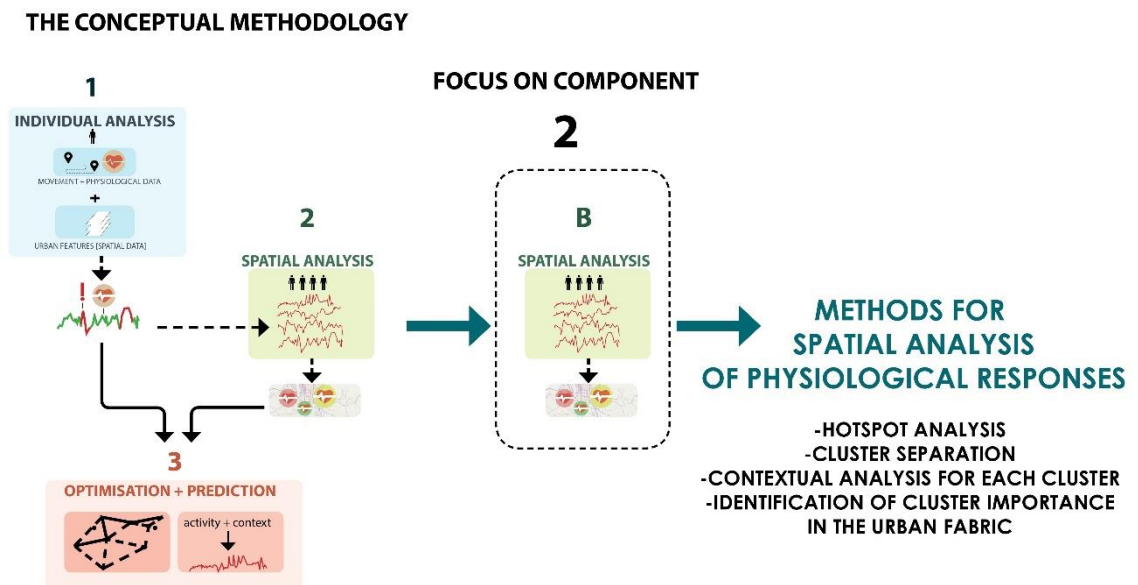 THE CONCEPTUAL METHODOLOGY
1
INDIVIDUAL ANALYSIS
MOVEMENT + PHYSIOLOGICAL DATA
+
URBAN FEATURES [SPATIAL DATA]
!
2
SPATIAL ANALYSIS
3
OPTIMISATION + PREDICTION
activity + context
FOCUS ON COMPONENT
2
B
SPATIAL ANALYSIS
METHODS FOR
SPATIAL ANALYSIS
OF PHYSIOLOGICAL RESPONSES
-HOTSPOT ANALYSIS
-CLUSTER SEPARATION
-CONTEXTUAL ANALYSIS FOR EACH CLUSTER
-IDENTIFICATION OF CLUSTER IMPORTANCE
IN THE URBAN FABRIC